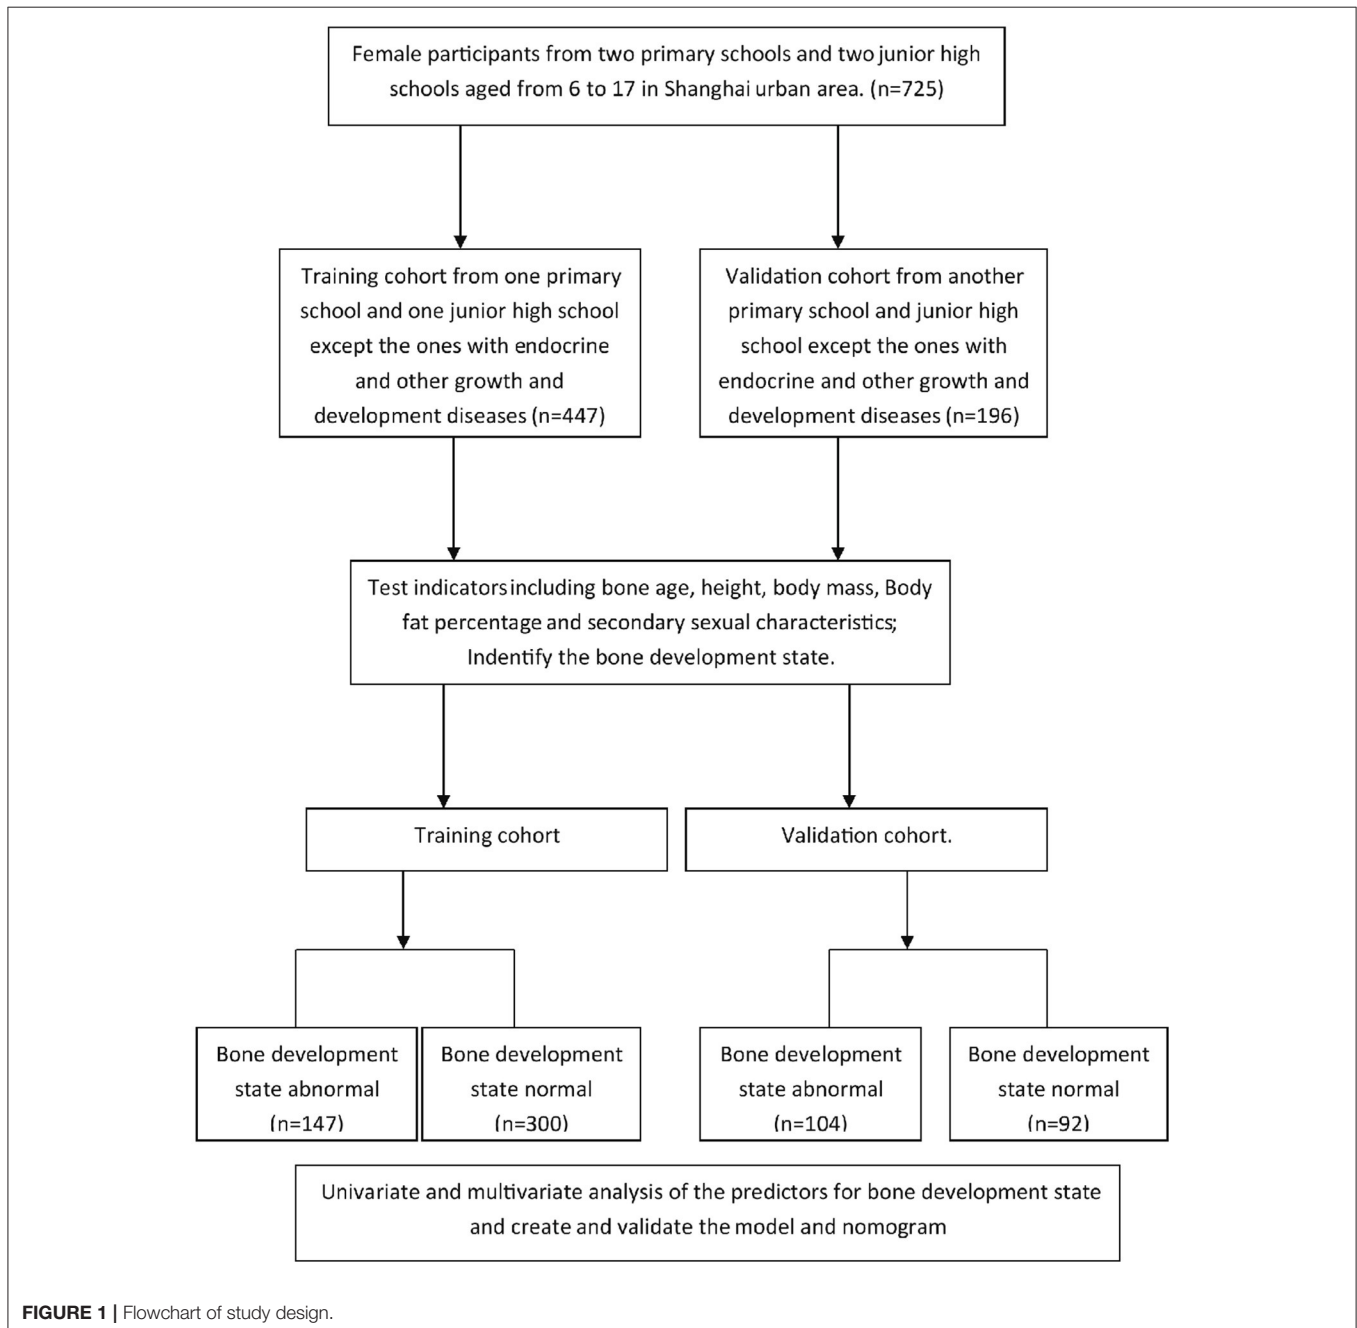 Female participants from two primary schools and two junior high
schools aged from 6 to 17 in Shanghai urban area. (n=725)
Training cohort from one primary
school and one junior high school
except the ones with endocrine
and other growth and
development diseases (n=447)
Validation cohort from another
primary school and junior high
school except the ones with
endocrine and other growth and
development diseases (n=196)
Test indicators including bone age, height, body mass, Body
fat percentage and secondary sexual characteristics;
Indentify the bone development state.
Training cohort
Validation cohort.
Bone development
state abnormal
(n=147)
Bone development
state normal
(n=300)
Bone development
state abnormal
(n=104)
Bone development
state normal
(n=92)
Univariate and multivariate analysis of the predictors for bone development state
and create and validate the model and nomogram
FIGURE 1 | Flowchart of study design.